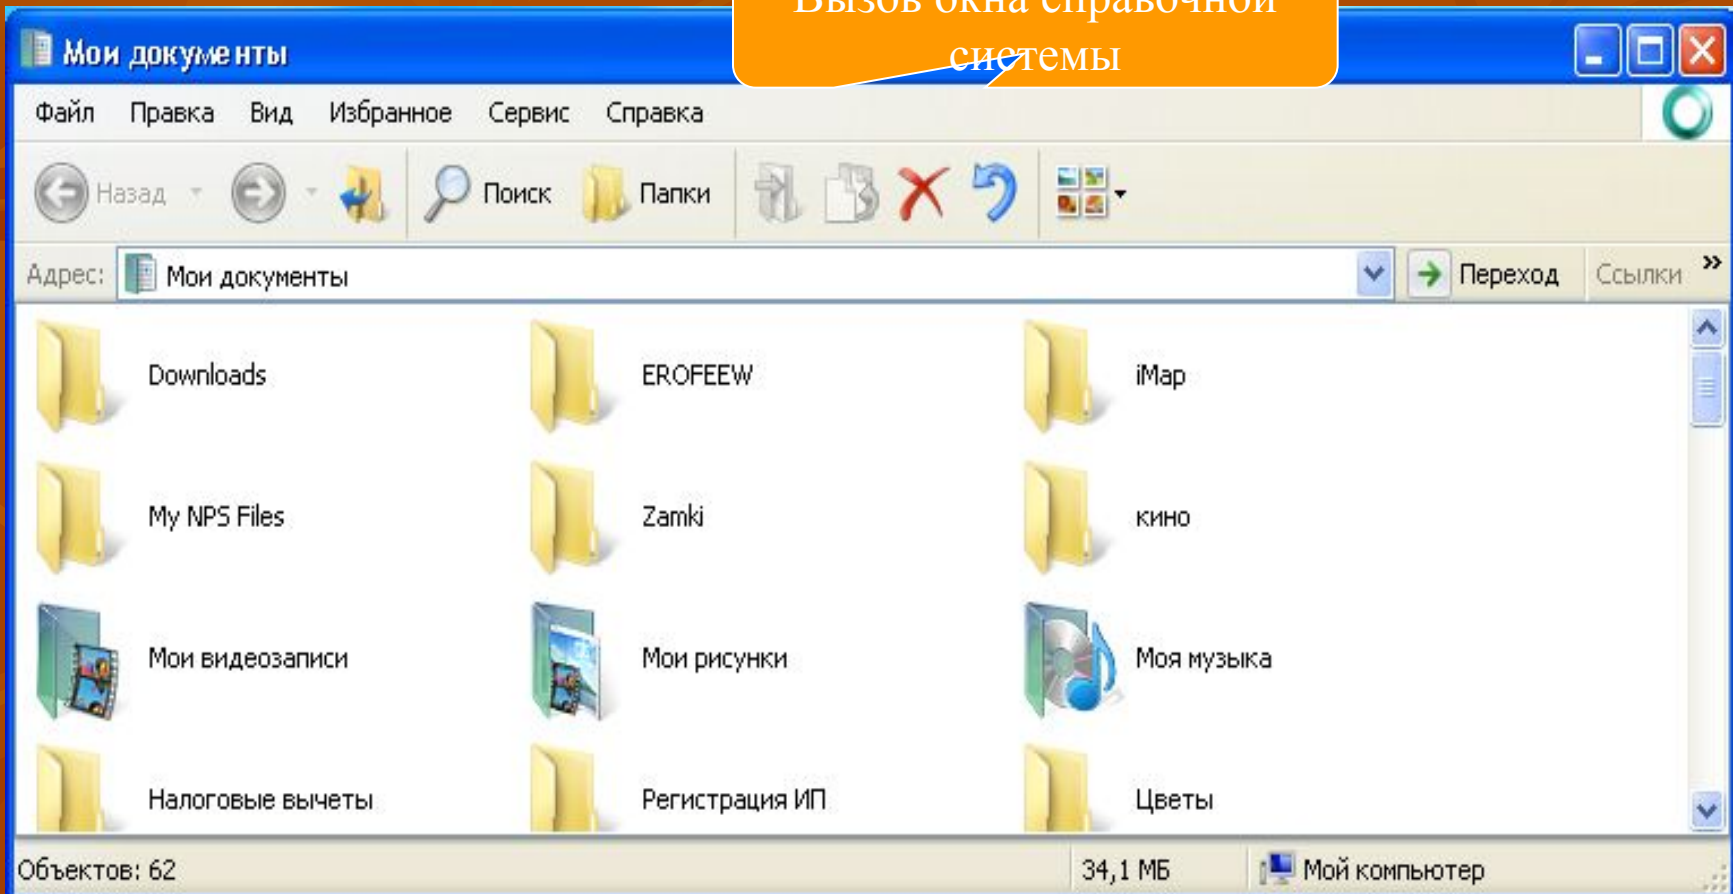 Вызов окна справочной
системы
Мои документы
Файл Правка Вид Избранное Сервис Справка
Назад Поиск Папки
Адрес: Мои документы Переход Ссылки »
Downloads EROFEEW iMap
My NPS Files Zamki кино
Мои видеозаписи Мои рисунки Моя музыка
Налоговые вычеты Регистрация ИП Цветы
Объектов: 62 34,1 МБ Мой компьютер